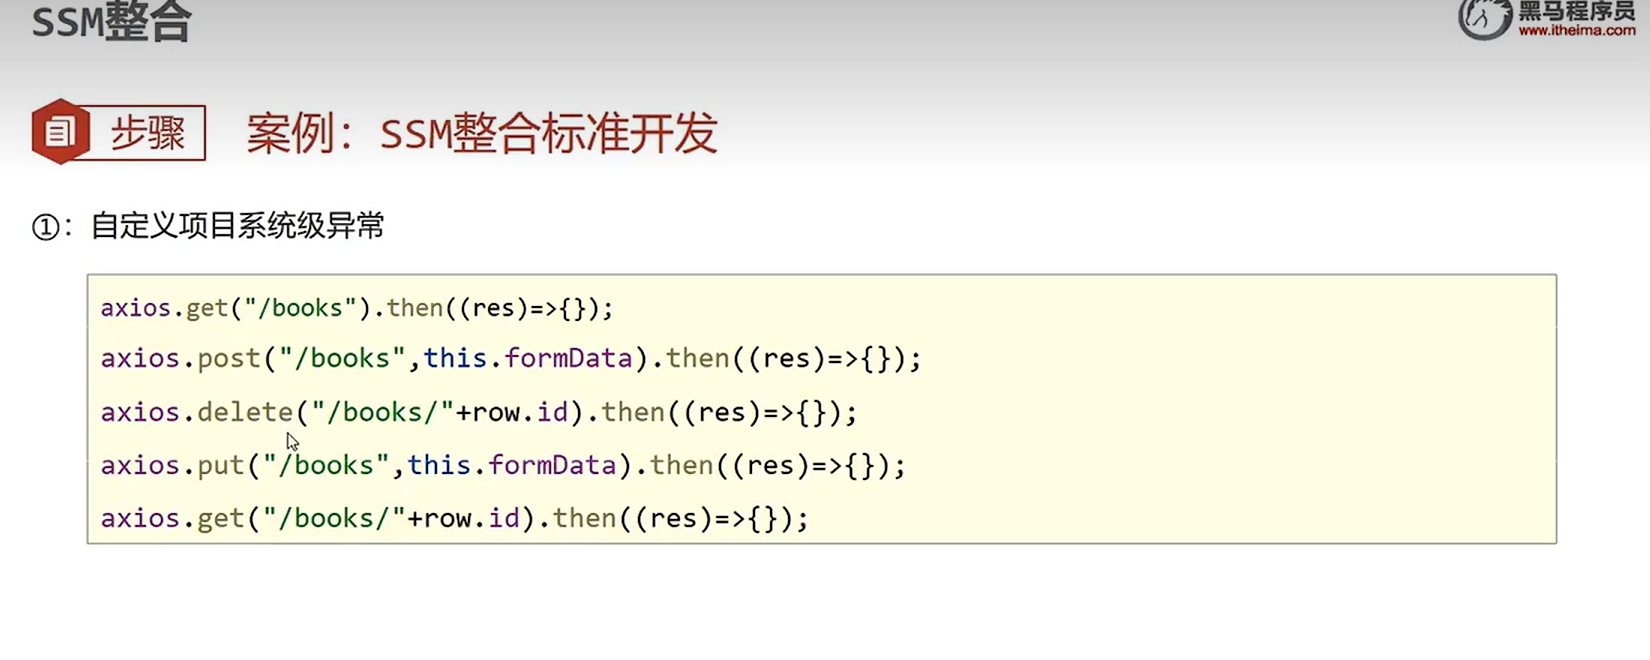 SSM整合
黑马程序员
www.itheima.com
步骤
案例：SSM整合标准开发
①：自定义项目系统级异常
axios.get("/books").then((res)=>{});
axios.post("/books",this.formData).then((res)=>{});
axios.delete("/books/"+row.id).then((res)=>{});
axios.put("/books",this.formData).then((res)=>{});
axios.get("/books/"+row.id).then((res)=>{});